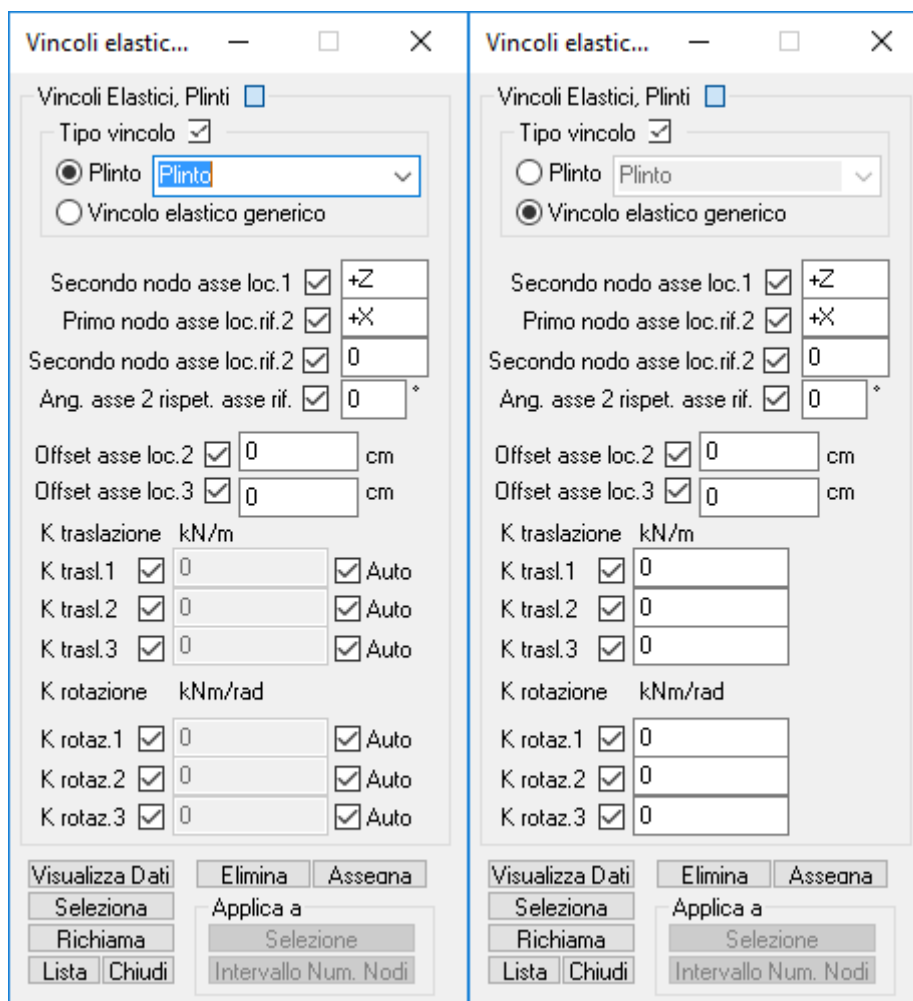 Vincoli elastic...
Vincoli Elastici, Plinti
Tipo vincolo
Plinto Plinto
Vincolo elastico generico
Secondo nodo asse loc.1 +Z
Primo nodo asse loc.rif.2 +X
Secondo nodo asse loc.rif.2 0
Ang. asse 2 rispet. asse rif. 0 °
Offset asse loc.2 0 cm
Offset asse loc.3 0 cm
K traslazione kN/m
K trasl.1 0 Auto
K trasl.2 0 Auto
K trasl.3 0 Auto
K rotazione kNm/rad
K rotaz.1 0 Auto
K rotaz.2 0 Auto
K rotaz.3 0 Auto
Visualizza Dati Elimina Assegna
Seleziona Applica a
Richiama Selezione
Lista Chiudi Intervallo Num. Nodi
Vincoli elastic...
Vincoli Elastici, Plinti
Tipo vincolo
Plinto Plinto
Vincolo elastico generico
Secondo nodo asse loc.1 +Z
Primo nodo asse loc.rif.2 +X
Secondo nodo asse loc.rif.2 0
Ang. asse 2 rispet. asse rif. 0 °
Offset asse loc.2 0 cm
Offset asse loc.3 0 cm
K traslazione kN/m
K trasl.1 0
K trasl.2 0
K trasl.3 0
K rotazione kNm/rad
K rotaz.1 0
K rotaz.2 0
K rotaz.3 0
Visualizza Dati Elimina Assegna
Seleziona Applica a
Richiama Selezione
Lista Chiudi Intervallo Num. Nodi